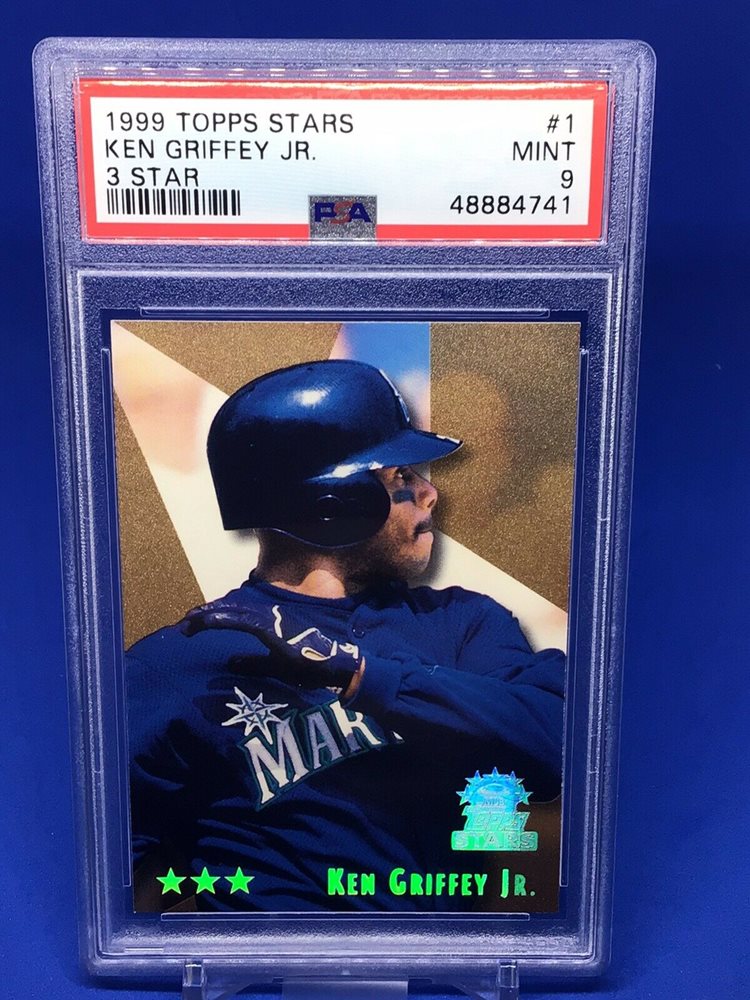 1999 TOPPS STARS #1
KEN GRIFFEY JR. MINT
3 STAR 9
PSA 48884741
MAR
TOPPS
STARS
KEN GRIFFEY JR.